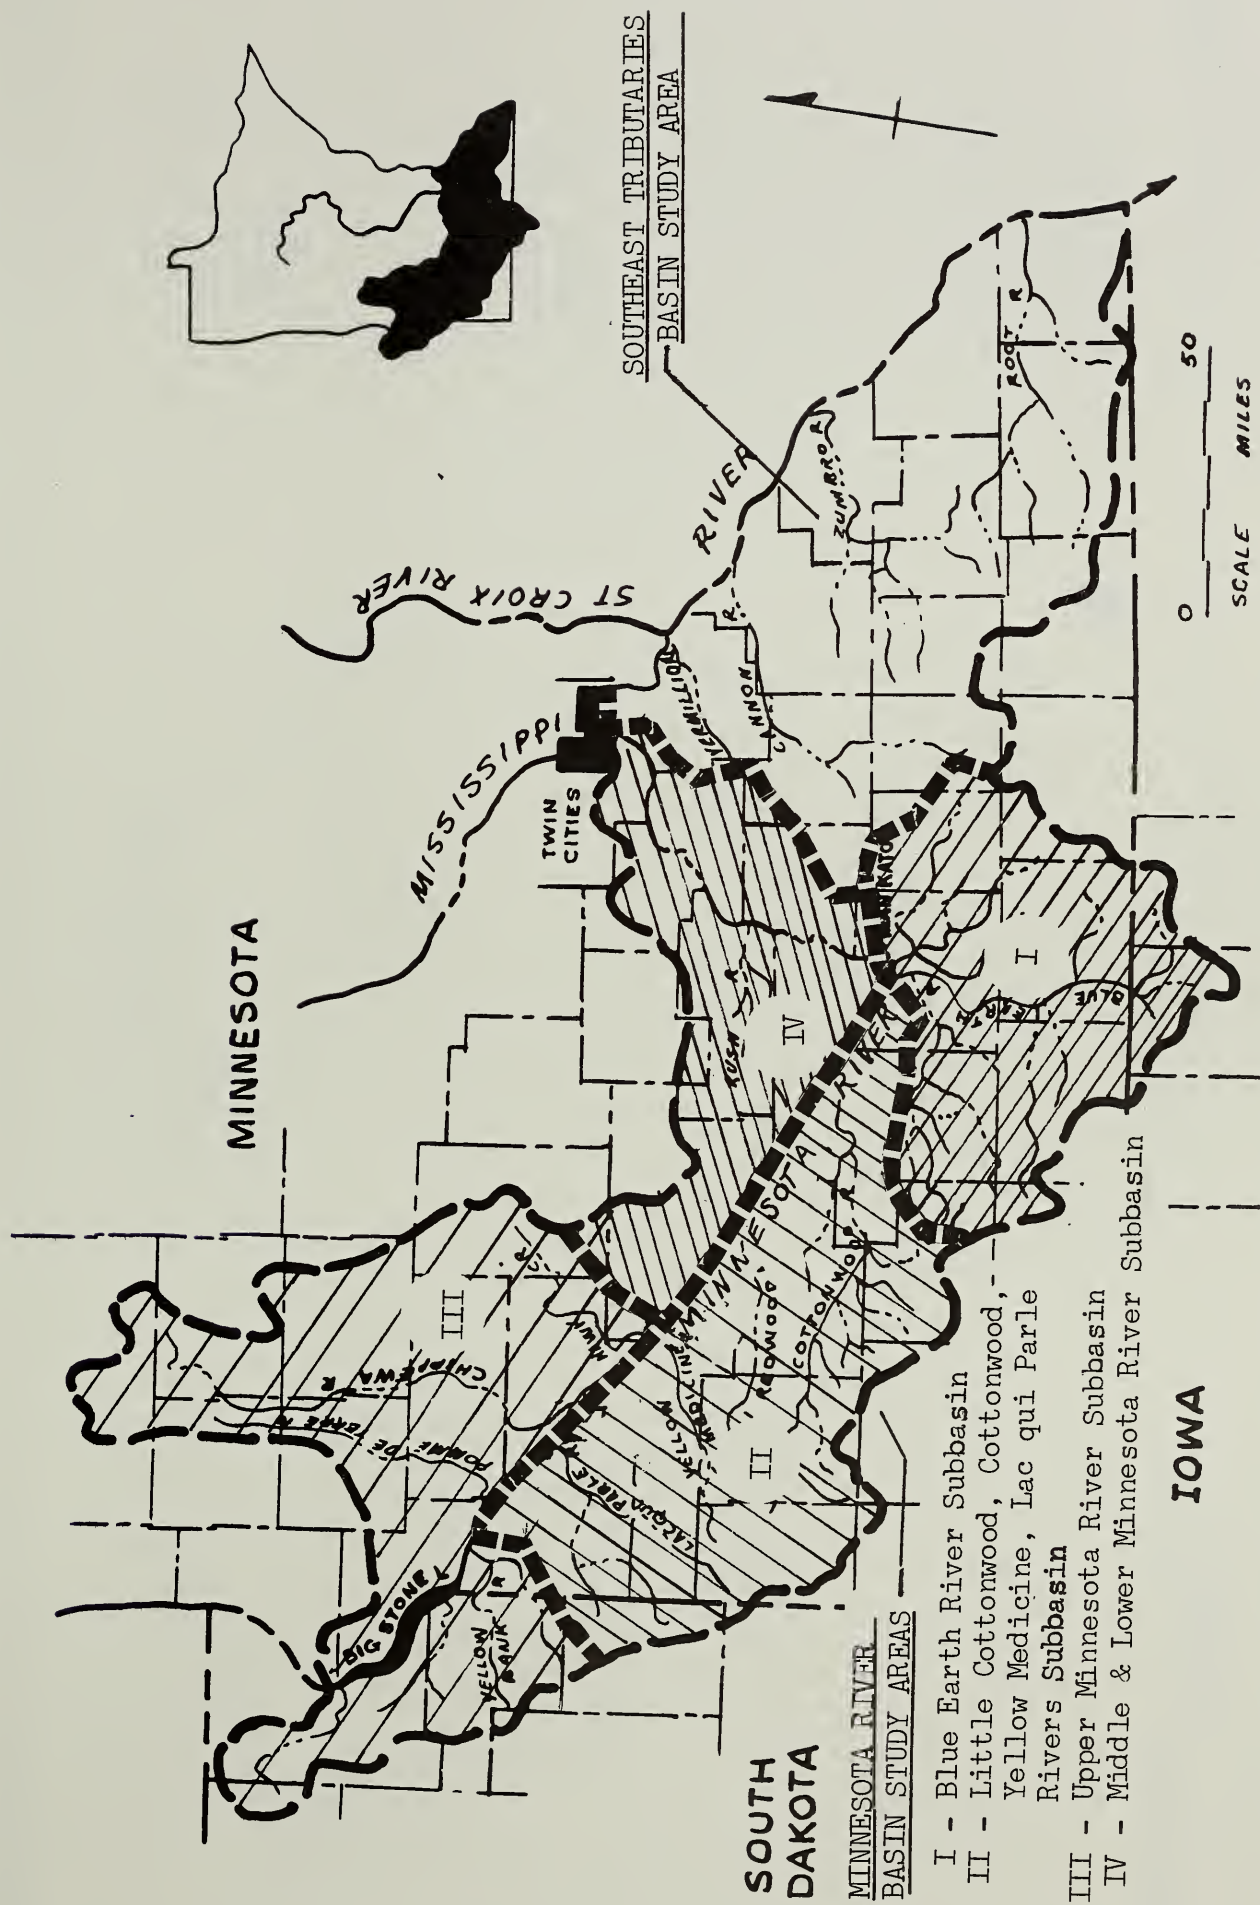 MINNESOTA
SOUTHEAST TRIBUTARIES
BASIN STUDY AREA
MISSISSIPPI
RIVER
ST CROIX RIVER
TWIN
CITIES
VERMILLION
CANNON R
ZUMBRO R
ROOT R
MANKATO
BLUE
EARTH
R
I
IV
RUSH R
MINNESOTA RIVER
III
CHIPPEWA R
POMME DE TERRE R
HAWK
R
BIG STONE L
YELLOW
BANK
R
LAC QUI PARLE R
YELLOW
MEDICINE
REDWOOD
COTTONWOOD R
II
SOUTH
DAKOTA
IOWA
0 50
SCALE MILES
MINNESOTA RIVER
BASIN STUDY AREAS
I - Blue Earth River Subbasin
II - Little Cottonwood, Cottonwood,
Yellow Medicine, Lac qui Parle
Rivers Subbasin
III - Upper Minnesota River Subbasin
IV - Middle & Lower Minnesota River Subbasin